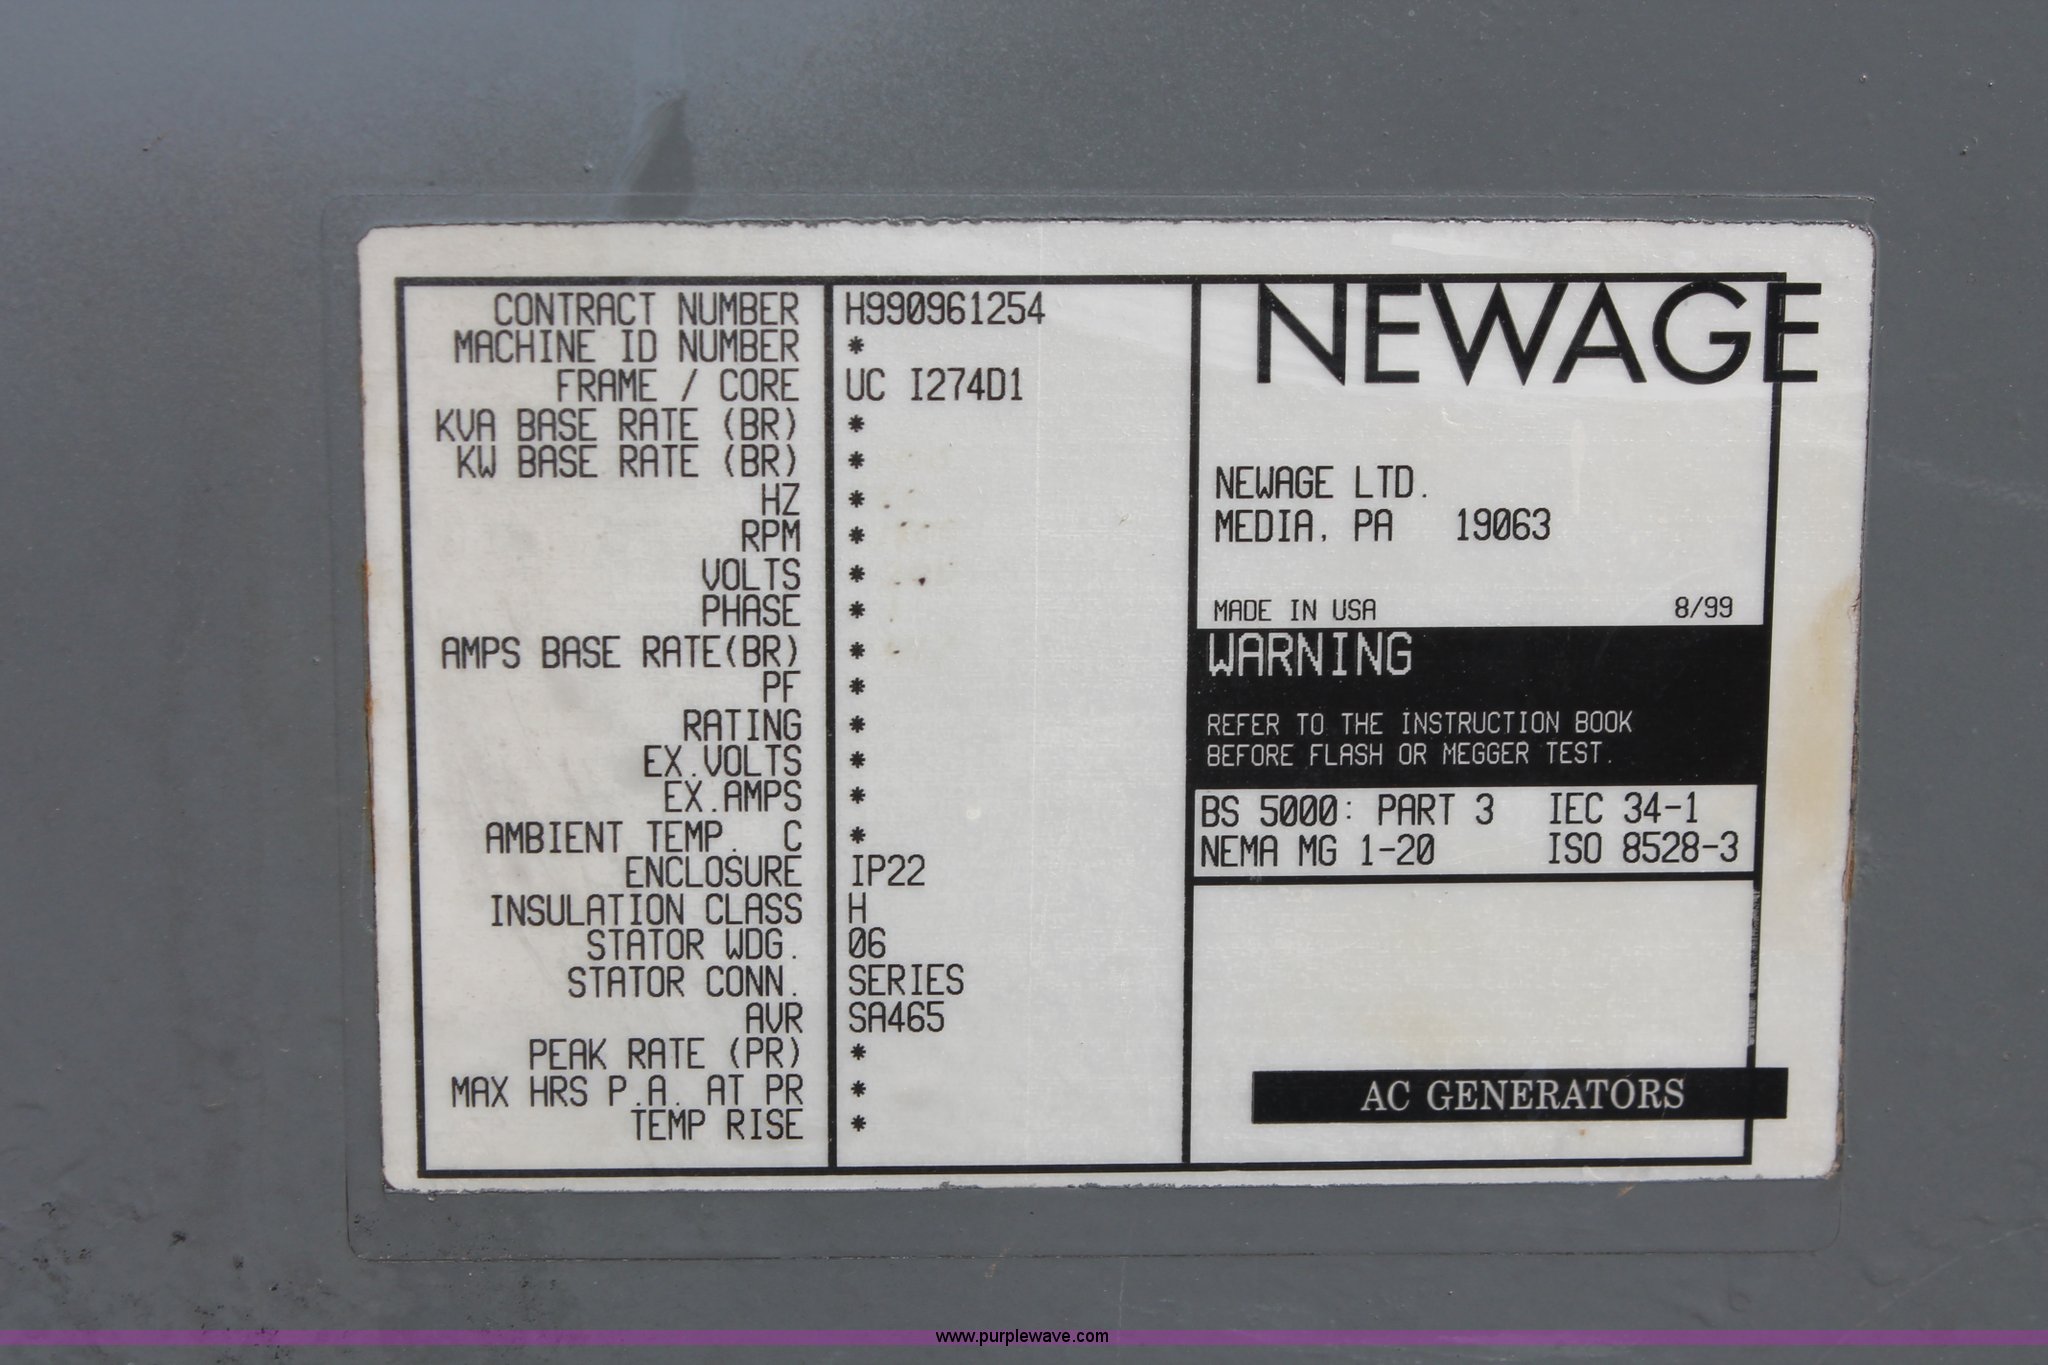 CONTRACT NUMBER H990961254
MACHINE ID NUMBER *
FRAME / CORE UC I274D1
KVA BASE RATE (BR) *
KW BASE RATE (BR) *
HZ *
RPM *
VOLTS *
PHASE *
AMPS BASE RATE(BR) *
PF *
RATING *
EX.VOLTS *
EX.AMPS *
AMBIENT TEMP. C *
ENCLOSURE IP22
INSULATION CLASS H
STATOR WDG. 06
STATOR CONN. SERIES
AVR SA465
PEAK RATE (PR) *
MAX HRS P.A. AT PR *
TEMP RISE *
NEWAGE
NEWAGE LTD.
MEDIA, PA 19063
MADE IN USA 8/99
WARNING
REFER TO THE INSTRUCTION BOOK
BEFORE FLASH OR MEGGER TEST.
BS 5000: PART 3 IEC 34-1
NEMA MG 1-20 ISO 8528-3
AC GENERATORS
www.purplewave.com